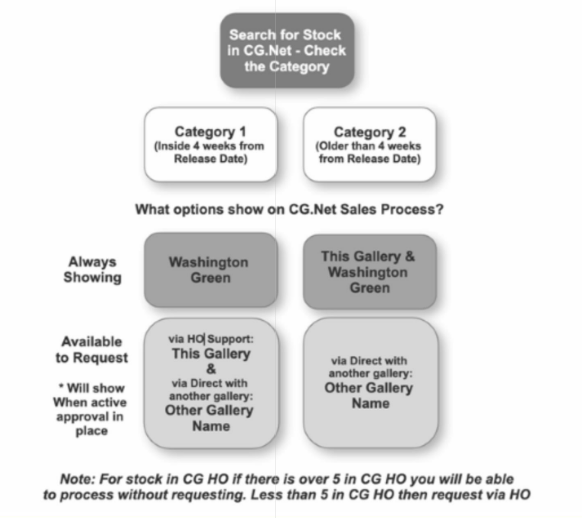 Search for Stock
in CG.Net - Check
the Category
Category 1
(Inside 4 weeks from
Release Date)
Category 2
(Older than 4 weeks
from Release Date)
What options show on CG.Net Sales Process?
Always
Showing
Washington
Green
This Gallery &
Washington
Green
Available
to Request
* Will show
When active
approval in
place
via HO Support:
This Gallery
&
via Direct with
another gallery:
Other Gallery
Name
via Direct with
another gallery:
Other Gallery
Name
Note: For stock in CG HO if there is over 5 in CG HO you will be able
to process without requesting. Less than 5 in CG HO then request via HO